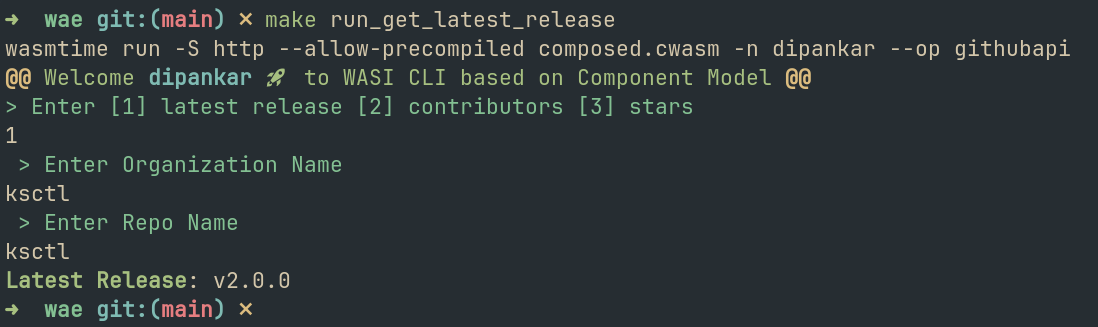 ➜  wae git:(main) ✗ make run_get_latest_release
wasmtime run -S http --allow-precompiled composed.cwasm -n dipankar --op githubapi
@@ Welcome dipankar 🚀 to WASI CLI based on Component Model @@
> Enter [1] latest release [2] contributors [3] stars
1
 > Enter Organization Name
ksctl
 > Enter Repo Name
ksctl
Latest Release: v2.0.0
➜  wae git:(main) ✗